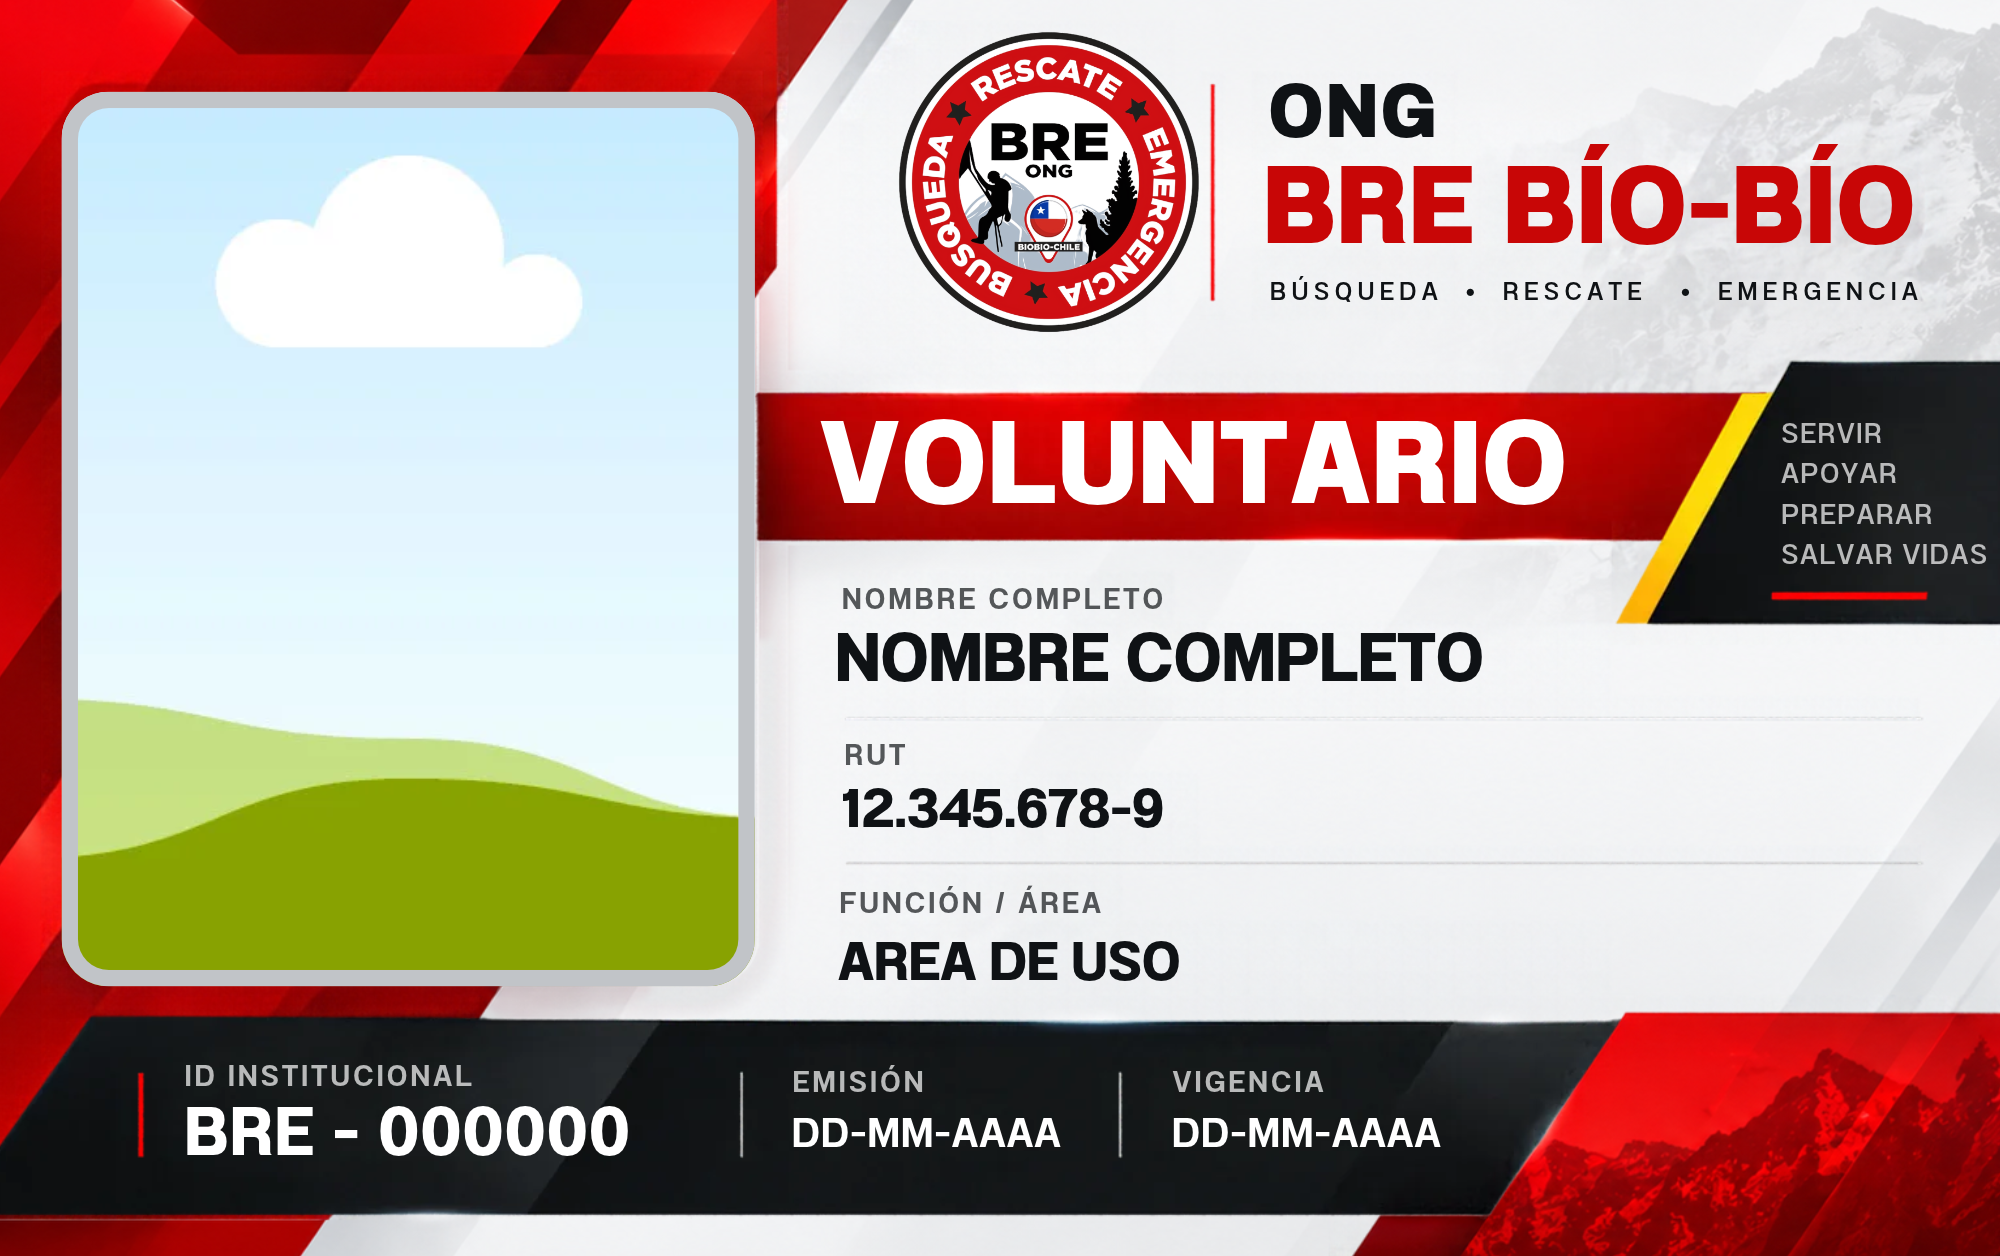 RESCATE
BUSQUEDA
EMERGENCIA
BRE
ONG
BIOBIO-CHILE
ONG
BRE BÍO-BÍO
BÚSQUEDA • RESCATE • EMERGENCIA
VOLUNTARIO
SERVIR
APOYAR
PREPARAR
SALVAR VIDAS
NOMBRE COMPLETO
NOMBRE COMPLETO
RUT
12.345.678-9
FUNCIÓN / ÁREA
AREA DE USO
ID INSTITUCIONAL
BRE - 000000
EMISIÓN
DD-MM-AAAA
VIGENCIA
DD-MM-AAAA